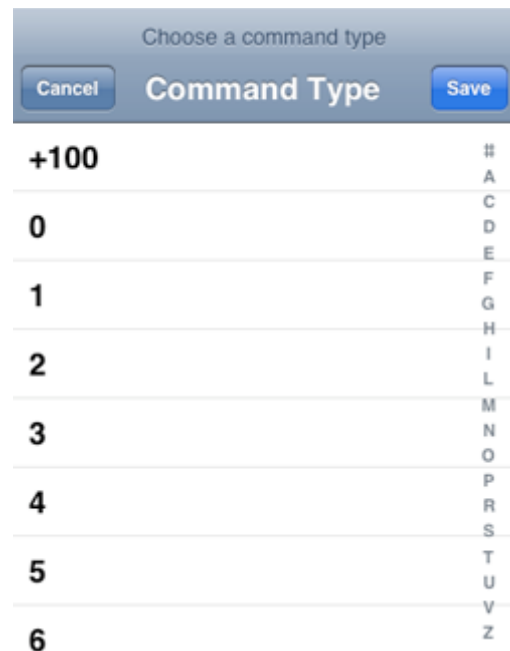 Choose a command type
Cancel Command Type Save
+100
0
1
2
3
4
5
6
#
A
C
D
E
F
G
H
I
L
M
N
O
P
R
S
T
U
V
Z